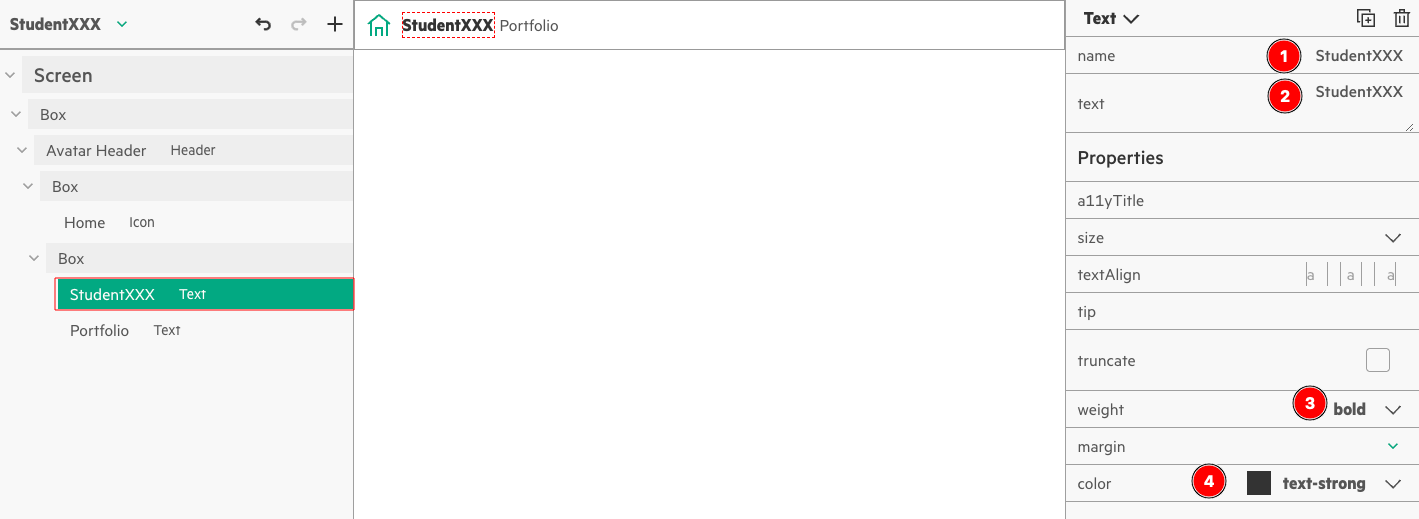 StudentXXX
Screen
Box
Avatar Header Header
Box
Home Icon
Box
StudentXXX Text
Portfolio Text
StudentXXX Portfolio
Text
name 1 StudentXXX
text 2 StudentXXX
Properties
a11yTitle
size
textAlign a a a
tip
truncate
weight 3 bold
margin
color 4 text-strong